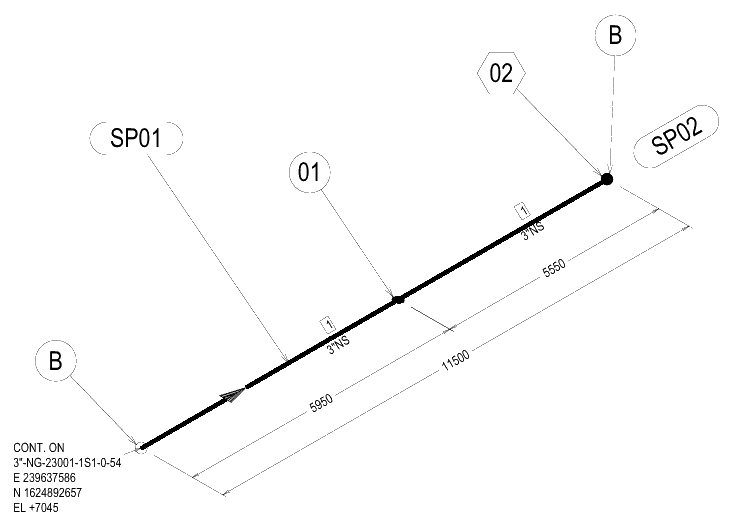 B
02
SP02
SP01
01
1
3"NS
5550
1
3"NS
11500
5950
B
CONT. ON
3"-NG-23001-1S1-0-54
E 239637586
N 1624892657
EL +7045